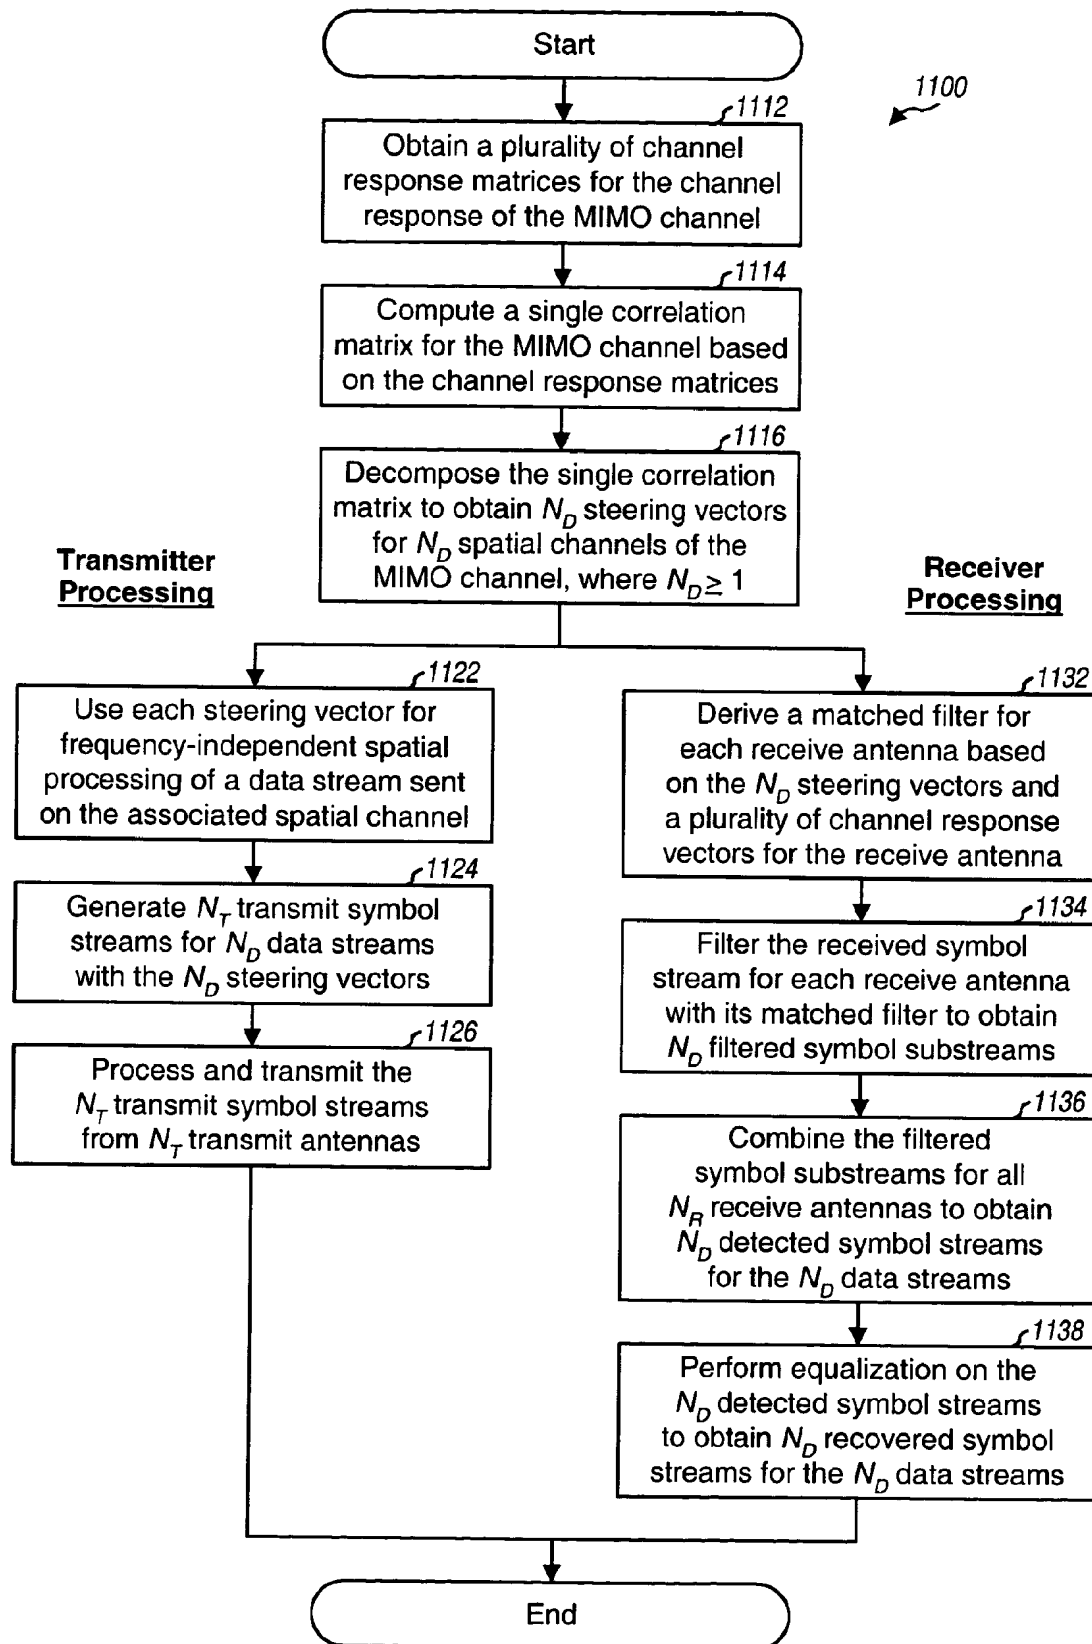 Start
1100
1112
Obtain a plurality of channel
response matrices for the channel
response of the MIMO channel
1114
Compute a single correlation
matrix for the MIMO channel based
on the channel response matrices
1116
Decompose the single correlation
matrix to obtain N_D steering vectors
for N_D spatial channels of the
MIMO channel, where N_D ≥ 1
Transmitter
Processing
Receiver
Processing
1122
Use each steering vector for
frequency-independent spatial
processing of a data stream sent
on the associated spatial channel
1124
Generate N_T transmit symbol
streams for N_D data streams
with the N_D steering vectors
1126
Process and transmit the
N_T transmit symbol streams
from N_T transmit antennas
1132
Derive a matched filter for
each receive antenna based
on the N_D steering vectors and
a plurality of channel response
vectors for the receive antenna
1134
Filter the received symbol
stream for each receive antenna
with its matched filter to obtain
N_D filtered symbol substreams
1136
Combine the filtered
symbol substreams for all
N_R receive antennas to obtain
N_D detected symbol streams
for the N_D data streams
1138
Perform equalization on the
N_D detected symbol streams
to obtain N_D recovered symbol
streams for the N_D data streams
End